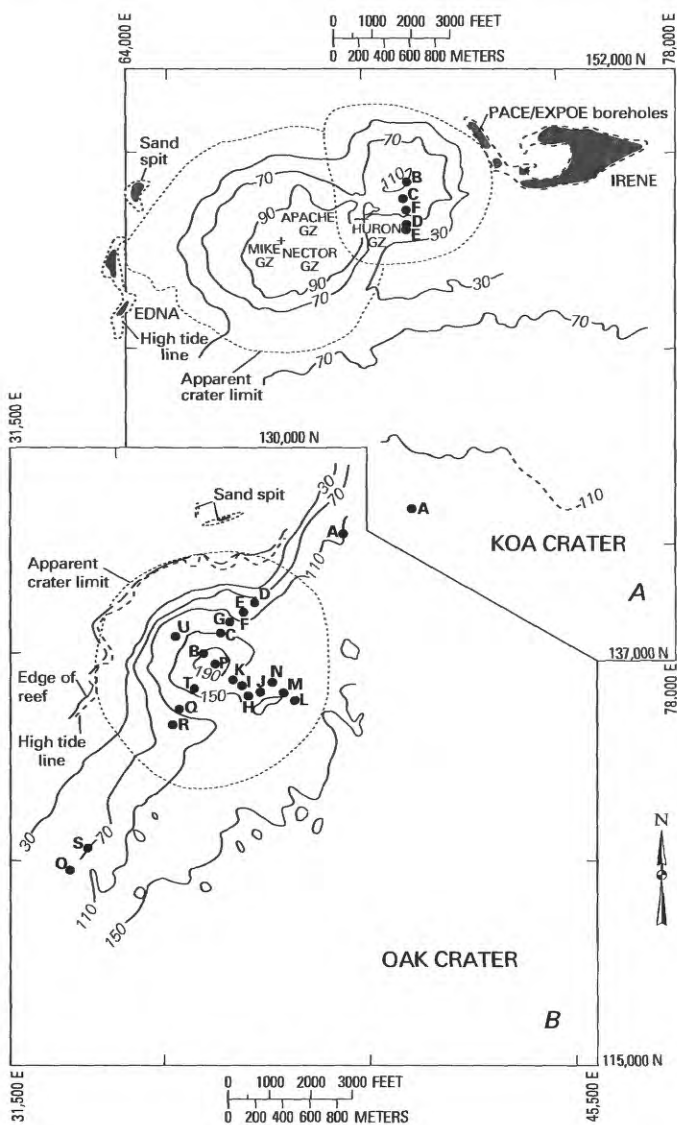 0 1000 2000 3000 FEET
0 200 400 600 800 METERS
64,000 E
152,000 N
78,000 E
PACE/EXPOE boreholes
Sand spit
70
110
B
IRENE
C
70
APACHE GZ
F
90
HURON GZ
D
30
E
MIKE GZ
NECTOR GZ
30
EDNA
90
70
70
High tide line
Apparent crater limit
70
31,500 E
130,000 N
110
30
A
Sand spit
70
KOA CRATER
A
A
Apparent crater limit
110
D
E
G
F
137,000 N
U
C
B
P
190
K
N
Edge of reef
T
I
J
M
150
H
L
Q
78,000 E
High tide line
R
N
30
S
70
O
110
150
OAK CRATER
B
115,000 N
31,500 E
45,500 E
0 1000 2000 3000 FEET
0 200 400 600 800 METERS